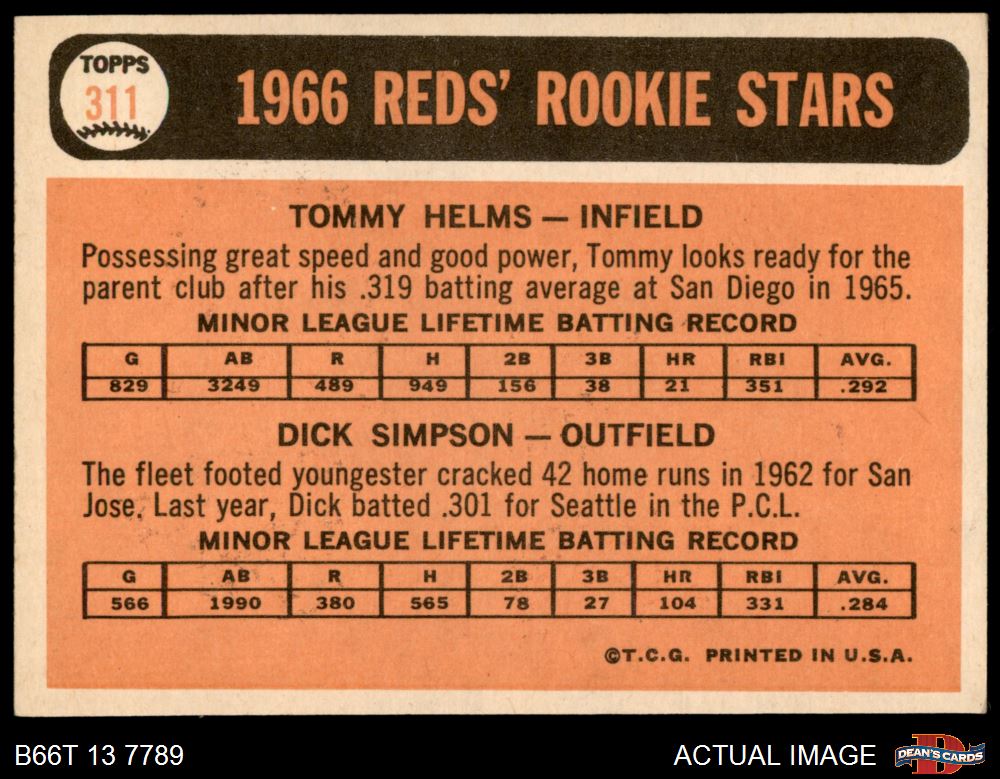 TOPPS
311
1966 REDS' ROOKIE STARS
TOMMY HELMS — INFIELD
Possessing great speed and good power, Tommy looks ready for the
parent club after his .319 batting average at San Diego in 1965.
MINOR LEAGUE LIFETIME BATTING RECORD
G AB R H 2B 3B HR RBI AVG.
829 3249 489 949 156 38 21 351 .292
DICK SIMPSON — OUTFIELD
The fleet footed youngester cracked 42 home runs in 1962 for San
Jose. Last year, Dick batted .301 for Seattle in the P.C.L.
MINOR LEAGUE LIFETIME BATTING RECORD
G AB R H 2B 3B HR RBI AVG.
566 1990 380 565 78 27 104 331 .284
©T.C.G. PRINTED IN U.S.A.
B66T 13 7789 ACTUAL IMAGE DEAN'S CARDS